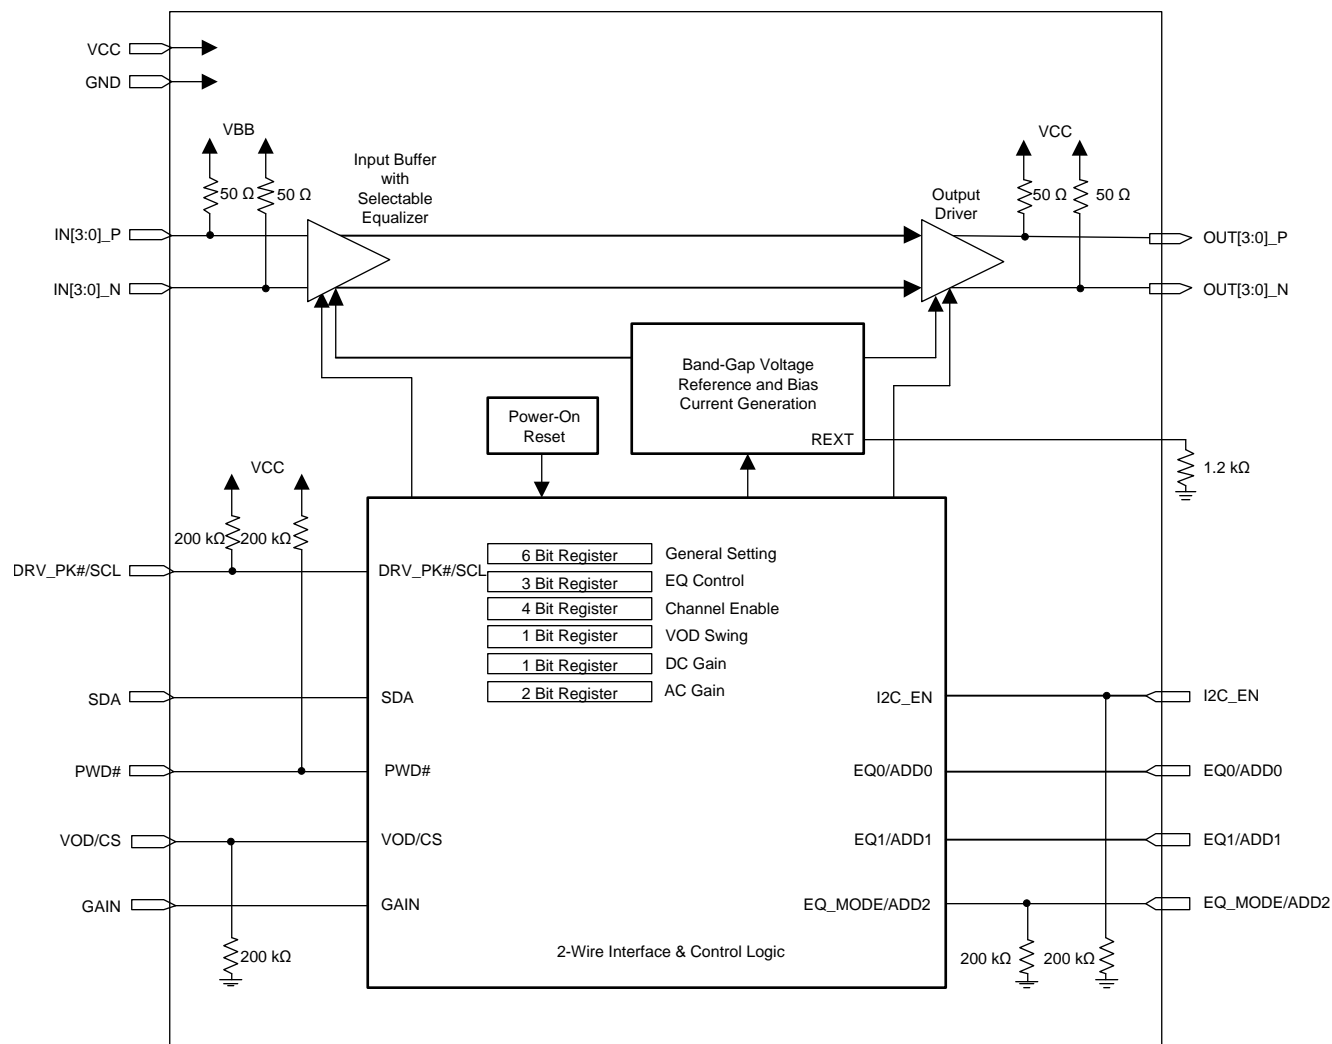 VCC
GND
VBB
50 Ω
50 Ω
Input Buffer
with
Selectable
Equalizer
Output
Driver
VCC
50 Ω
50 Ω
IN[3:0]_P
OUT[3:0]_P
IN[3:0]_N
OUT[3:0]_N
Band-Gap Voltage
Reference and Bias
Current Generation
REXT
Power-On
Reset
1.2 kΩ
VCC
200 kΩ
200 kΩ
DRV_PK#/SCL
DRV_PK#/SCL
6 Bit Register
General Setting
3 Bit Register
EQ Control
4 Bit Register
Channel Enable
1 Bit Register
VOD Swing
1 Bit Register
DC Gain
2 Bit Register
AC Gain
SDA
SDA
I2C_EN
I2C_EN
PWD#
PWD#
EQ0/ADD0
EQ0/ADD0
VOD/CS
VOD/CS
EQ1/ADD1
EQ1/ADD1
GAIN
GAIN
EQ_MODE/ADD2
EQ_MODE/ADD2
200 kΩ
2-Wire Interface & Control Logic
200 kΩ
200 kΩ